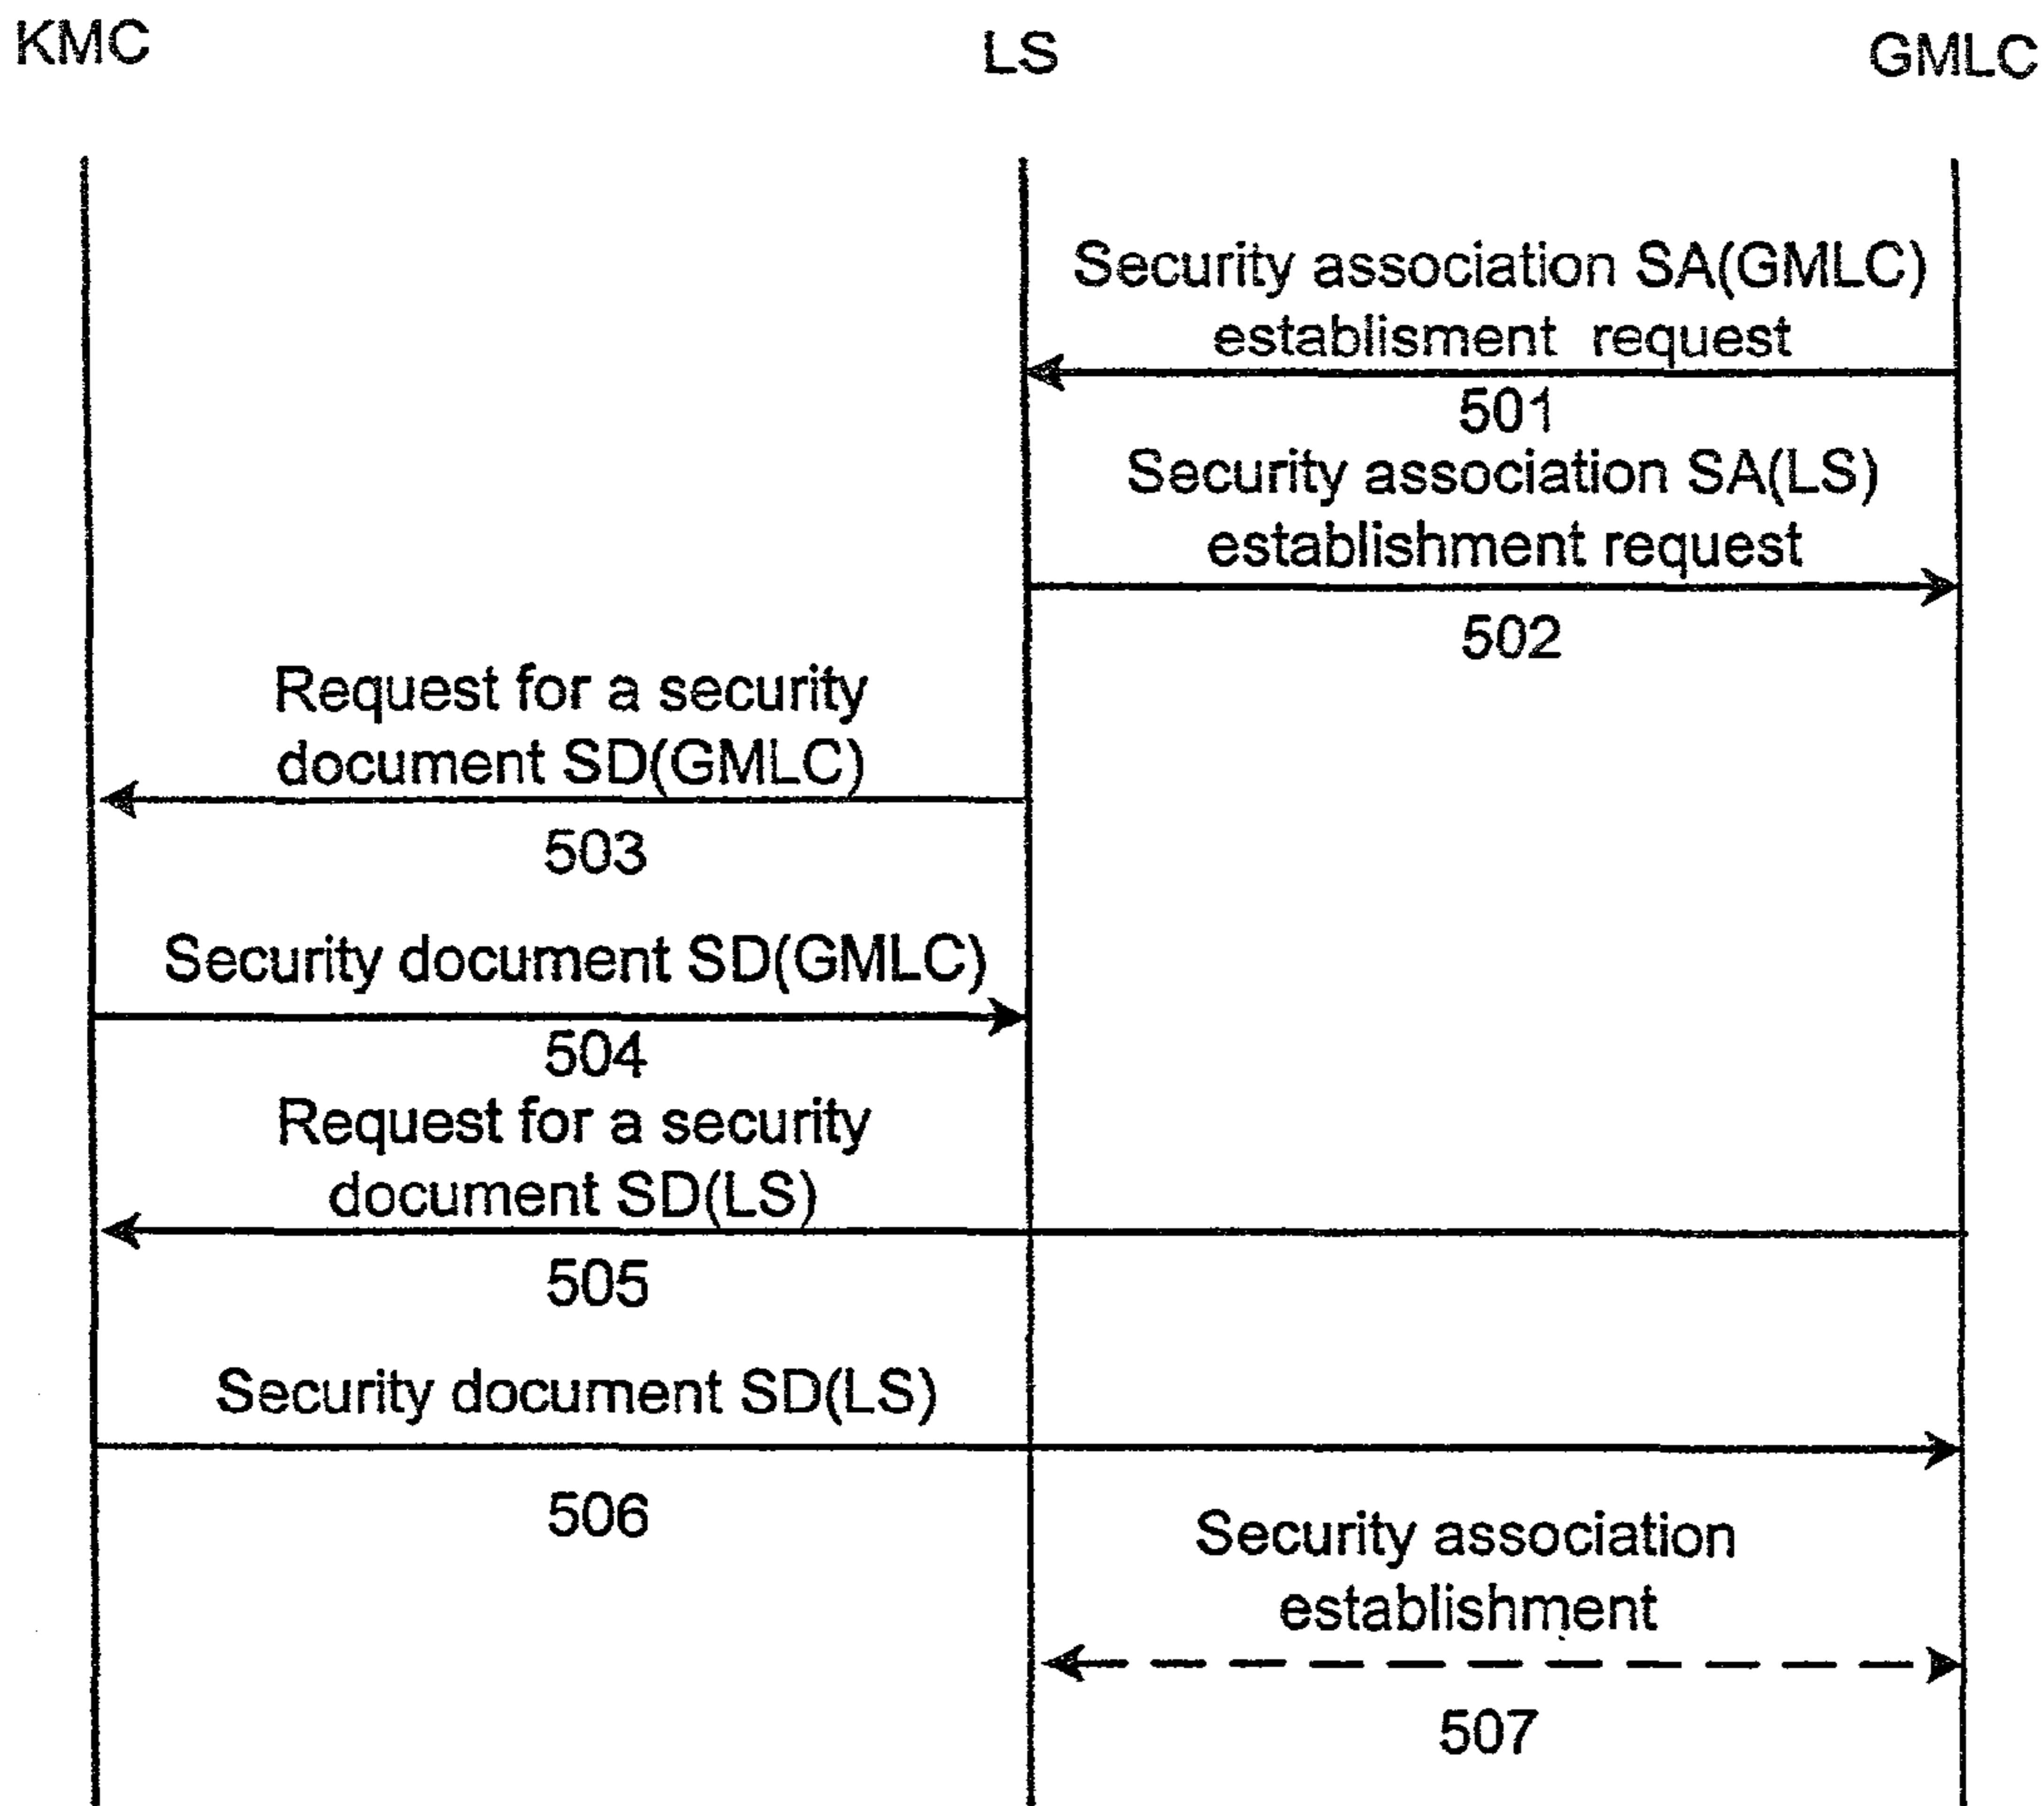 KMC
LS
GMLC
Security association SA(GMLC)
establisment request
501
Security association SA(LS)
establishment request
502
Request for a security
document SD(GMLC)
503
Security document SD(GMLC)
504
Request for a security
document SD(LS)
505
Security document SD(LS)
506
Security association
establishment
507